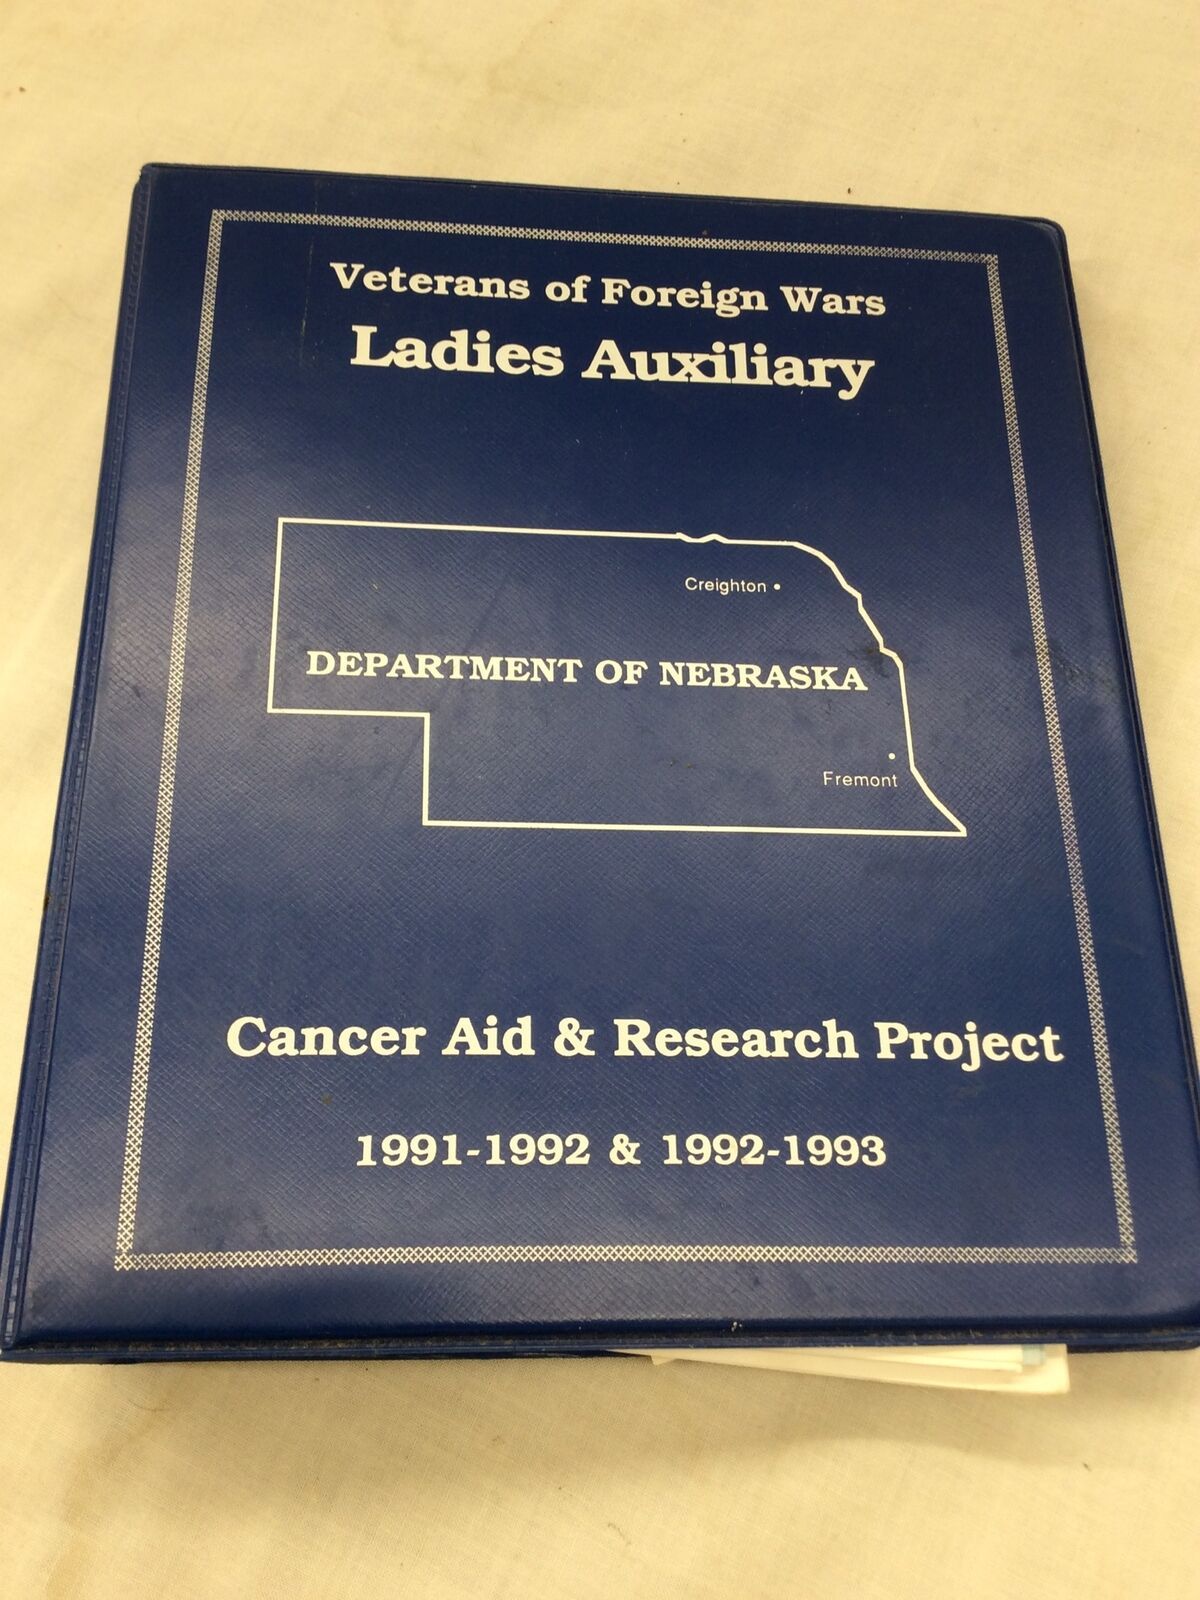 Veterans of Foreign Wars
Ladies Auxiliary
Creighton
DEPARTMENT OF NEBRASKA
Fremont
Cancer Aid & Research Project
1991-1992 & 1992-1993